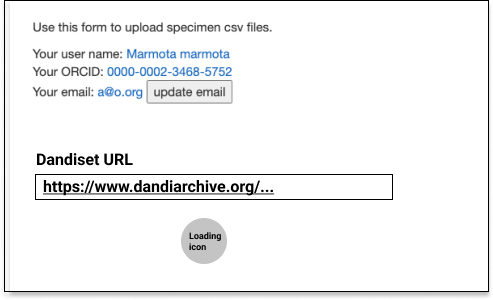 Use this form to upload specimen csv files.
Your user name: Marmota marmota
Your ORCID: 0000-0002-3468-5752
Your email: a@o.org update email
Dandiset URL
https://www.dandiarchive.org/...
Loading
icon